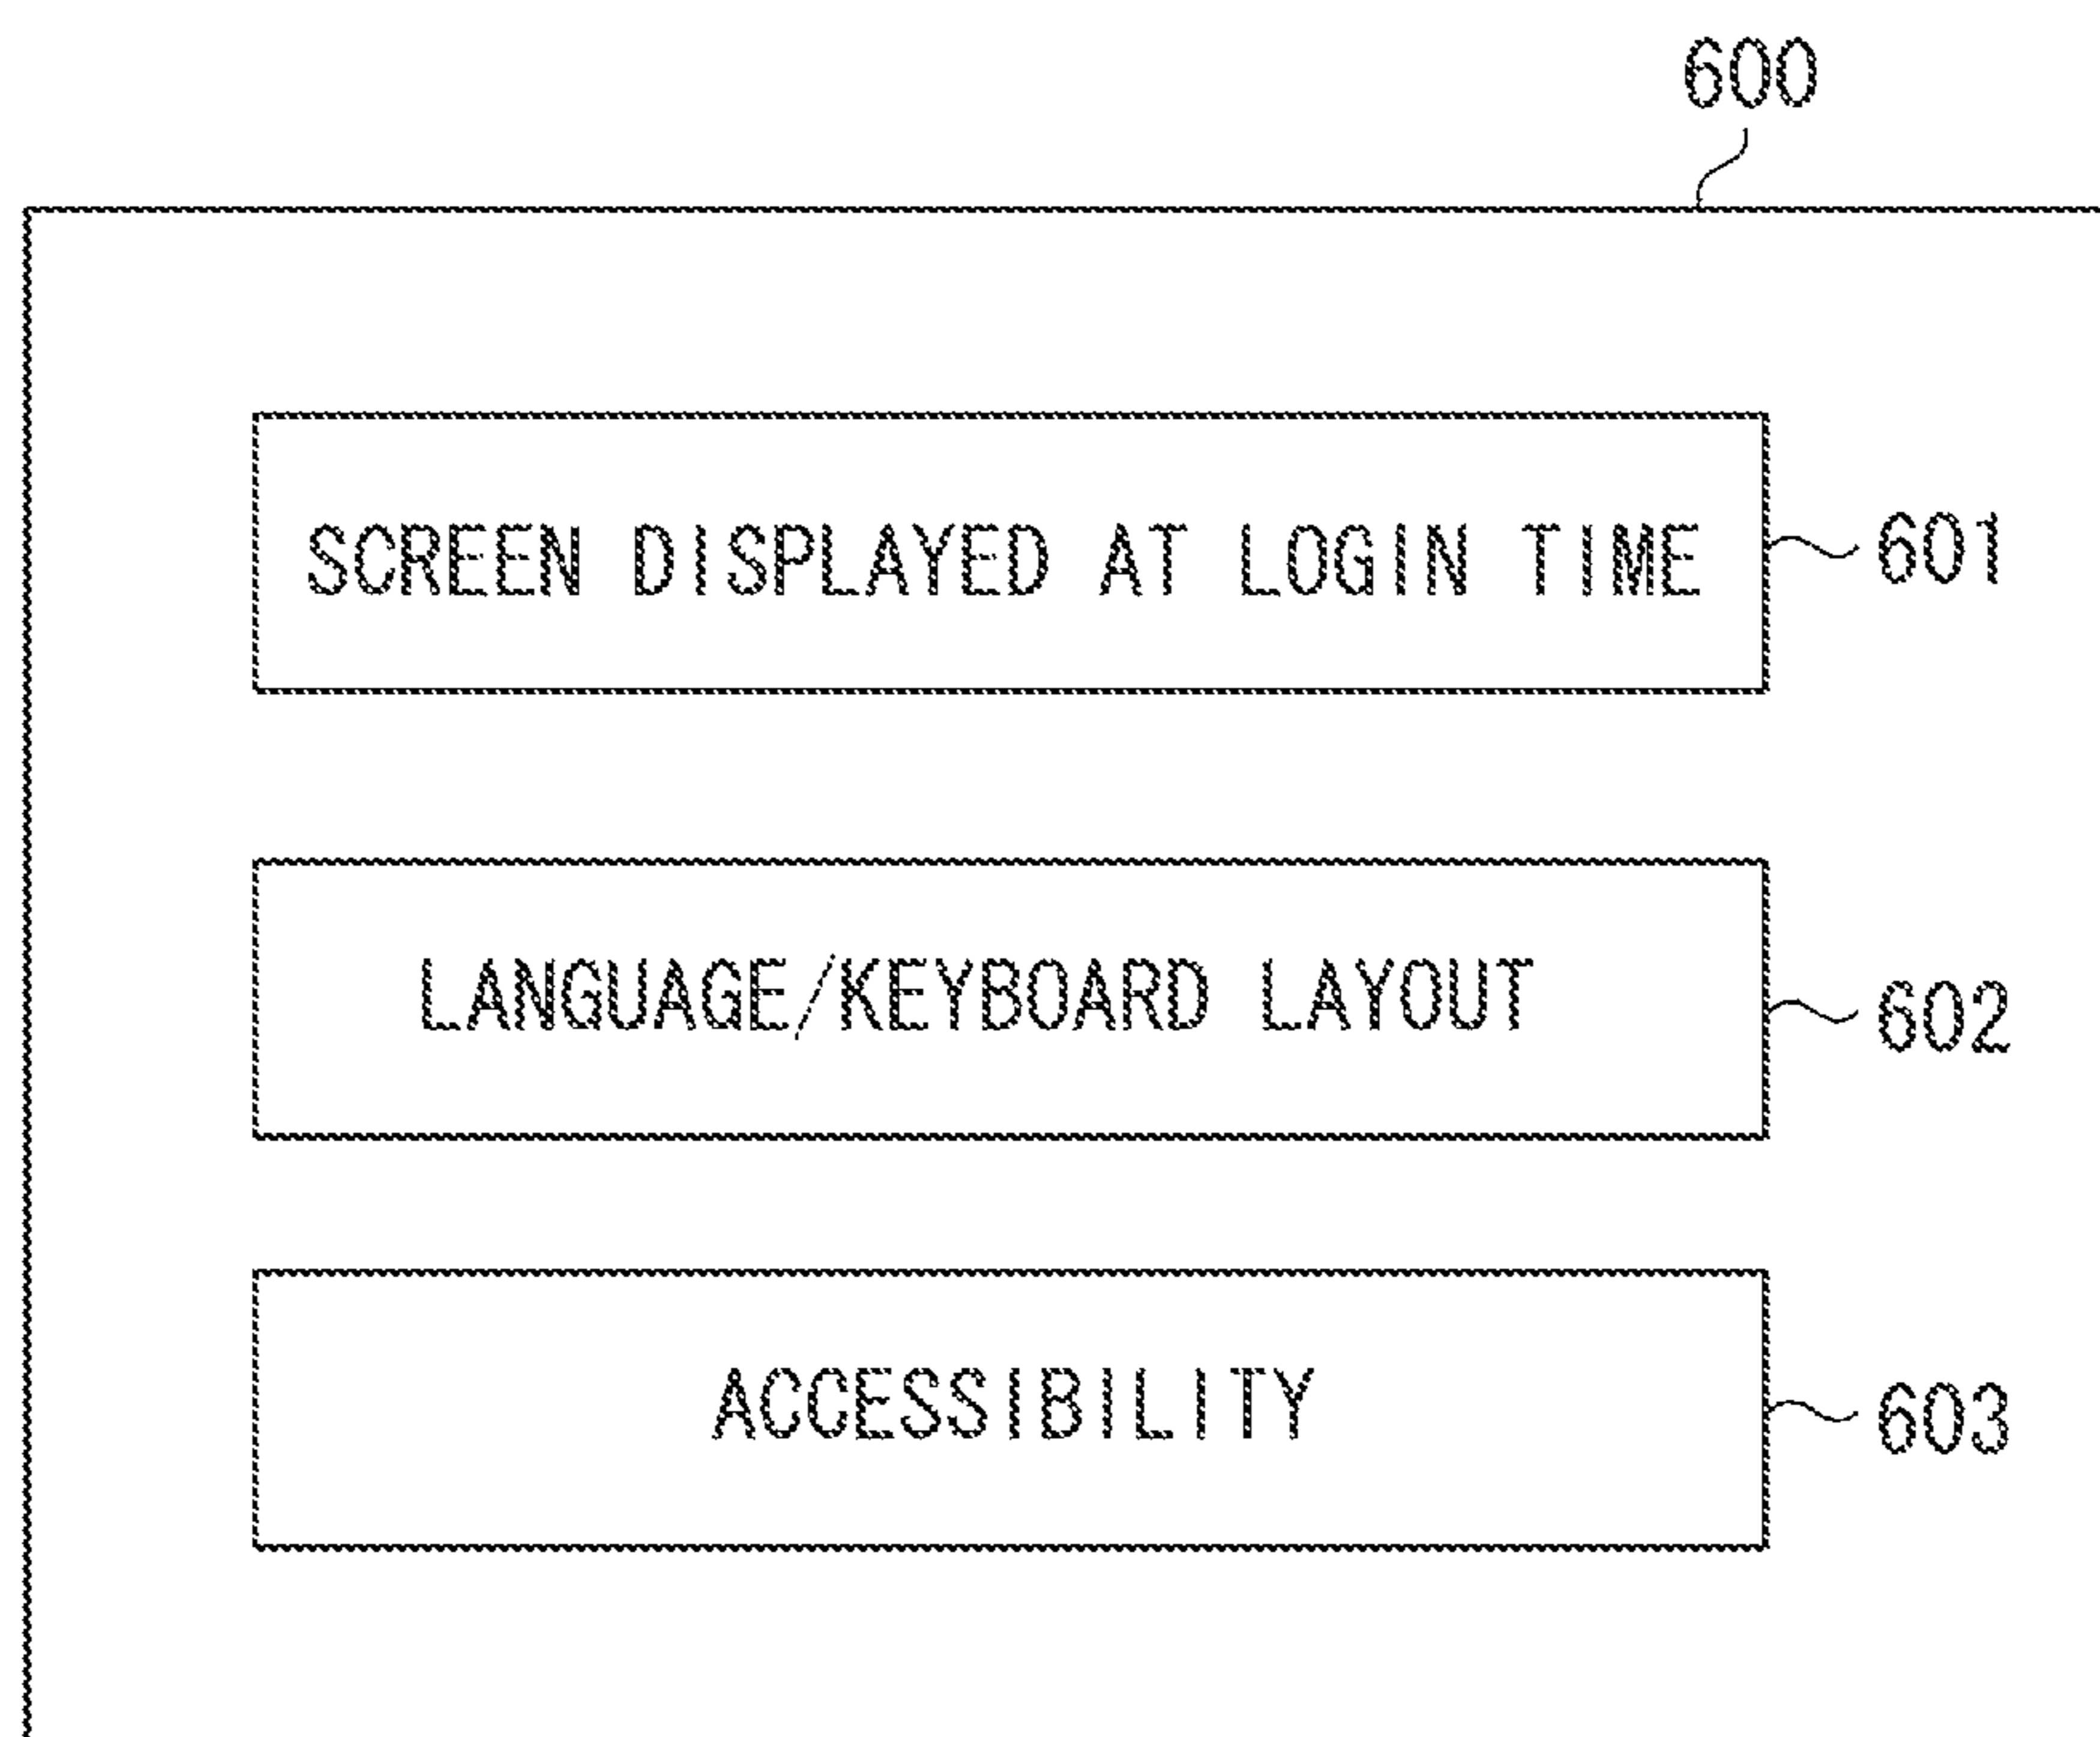 600
SCREEN DISPLAYED AT LOGIN TIME
601
LANGUAGE/KEYBOARD LAYOUT
602
ACCESSIBILITY
603